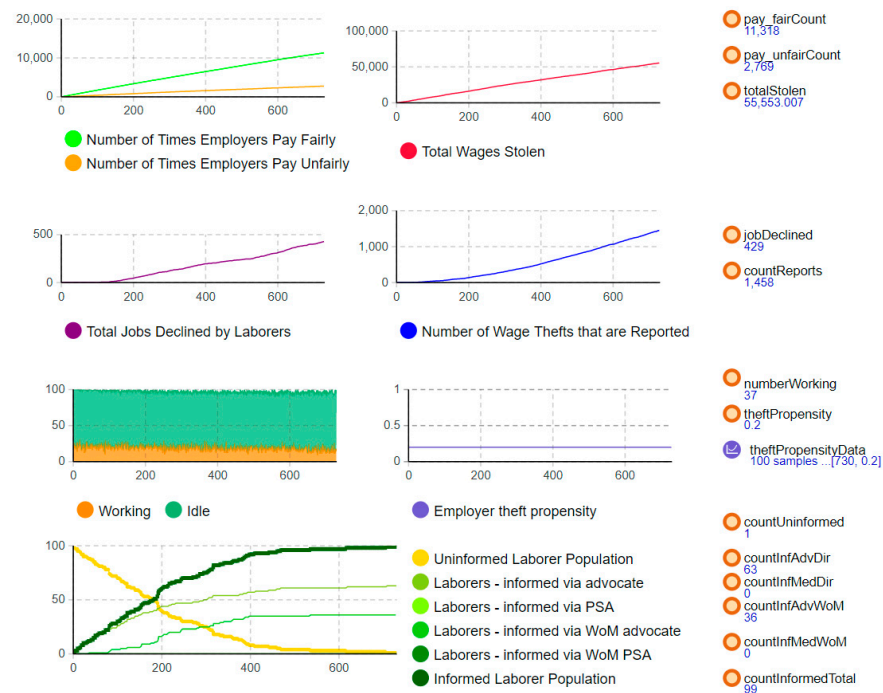 20,000
10,000
0
0
200
400
600
Number of Times Employers Pay Fairly
Number of Times Employers Pay Unfairly
100,000
50,000
0
0
200
400
600
Total Wages Stolen
pay_fairCount
11,318
pay_unfairCount
2,769
totalStolen
55,553.007
500
0
0
200
400
600
Total Jobs Declined by Laborers
2,000
1,000
0
0
200
400
600
Number of Wage Thefts that are Reported
jobDeclined
429
countReports
1,458
100
50
0
0
200
400
600
Working
Idle
1
0.5
0
0
200
400
600
Employer theft propensity
numberWorking
37
theftPropensity
0.2
theftPropensityData
100 samples ...[730, 0.2]
100
50
0
0
200
400
600
Uninformed Laborer Population
Laborers - informed via advocate
Laborers - informed via PSA
Laborers - informed via WoM advocate
Laborers - informed via WoM PSA
Informed Laborer Population
countUninformed
1
countInfAdvDir
63
countInfMedDir
0
countInfAdvWoM
36
countInfMedWoM
0
countInformedTotal
99